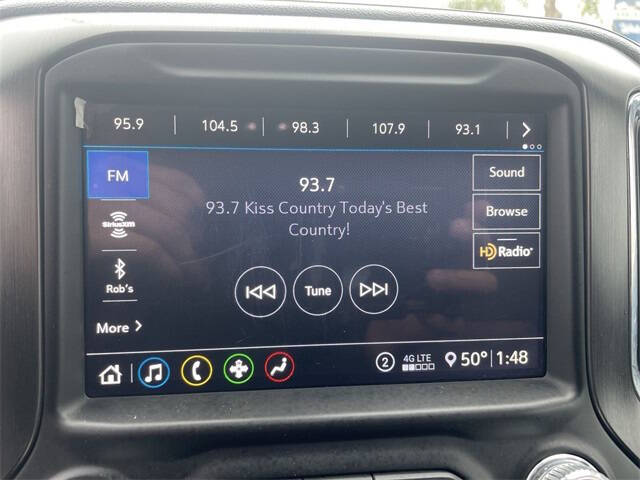 95.9 104.5 98.3 107.9 93.1
FM
93.7
93.7 Kiss Country Today's Best
Country!
Sound
Browse
HD Radio
SiriusXM
Rob's
Tune
More
2 4G LTE 50° 1:48